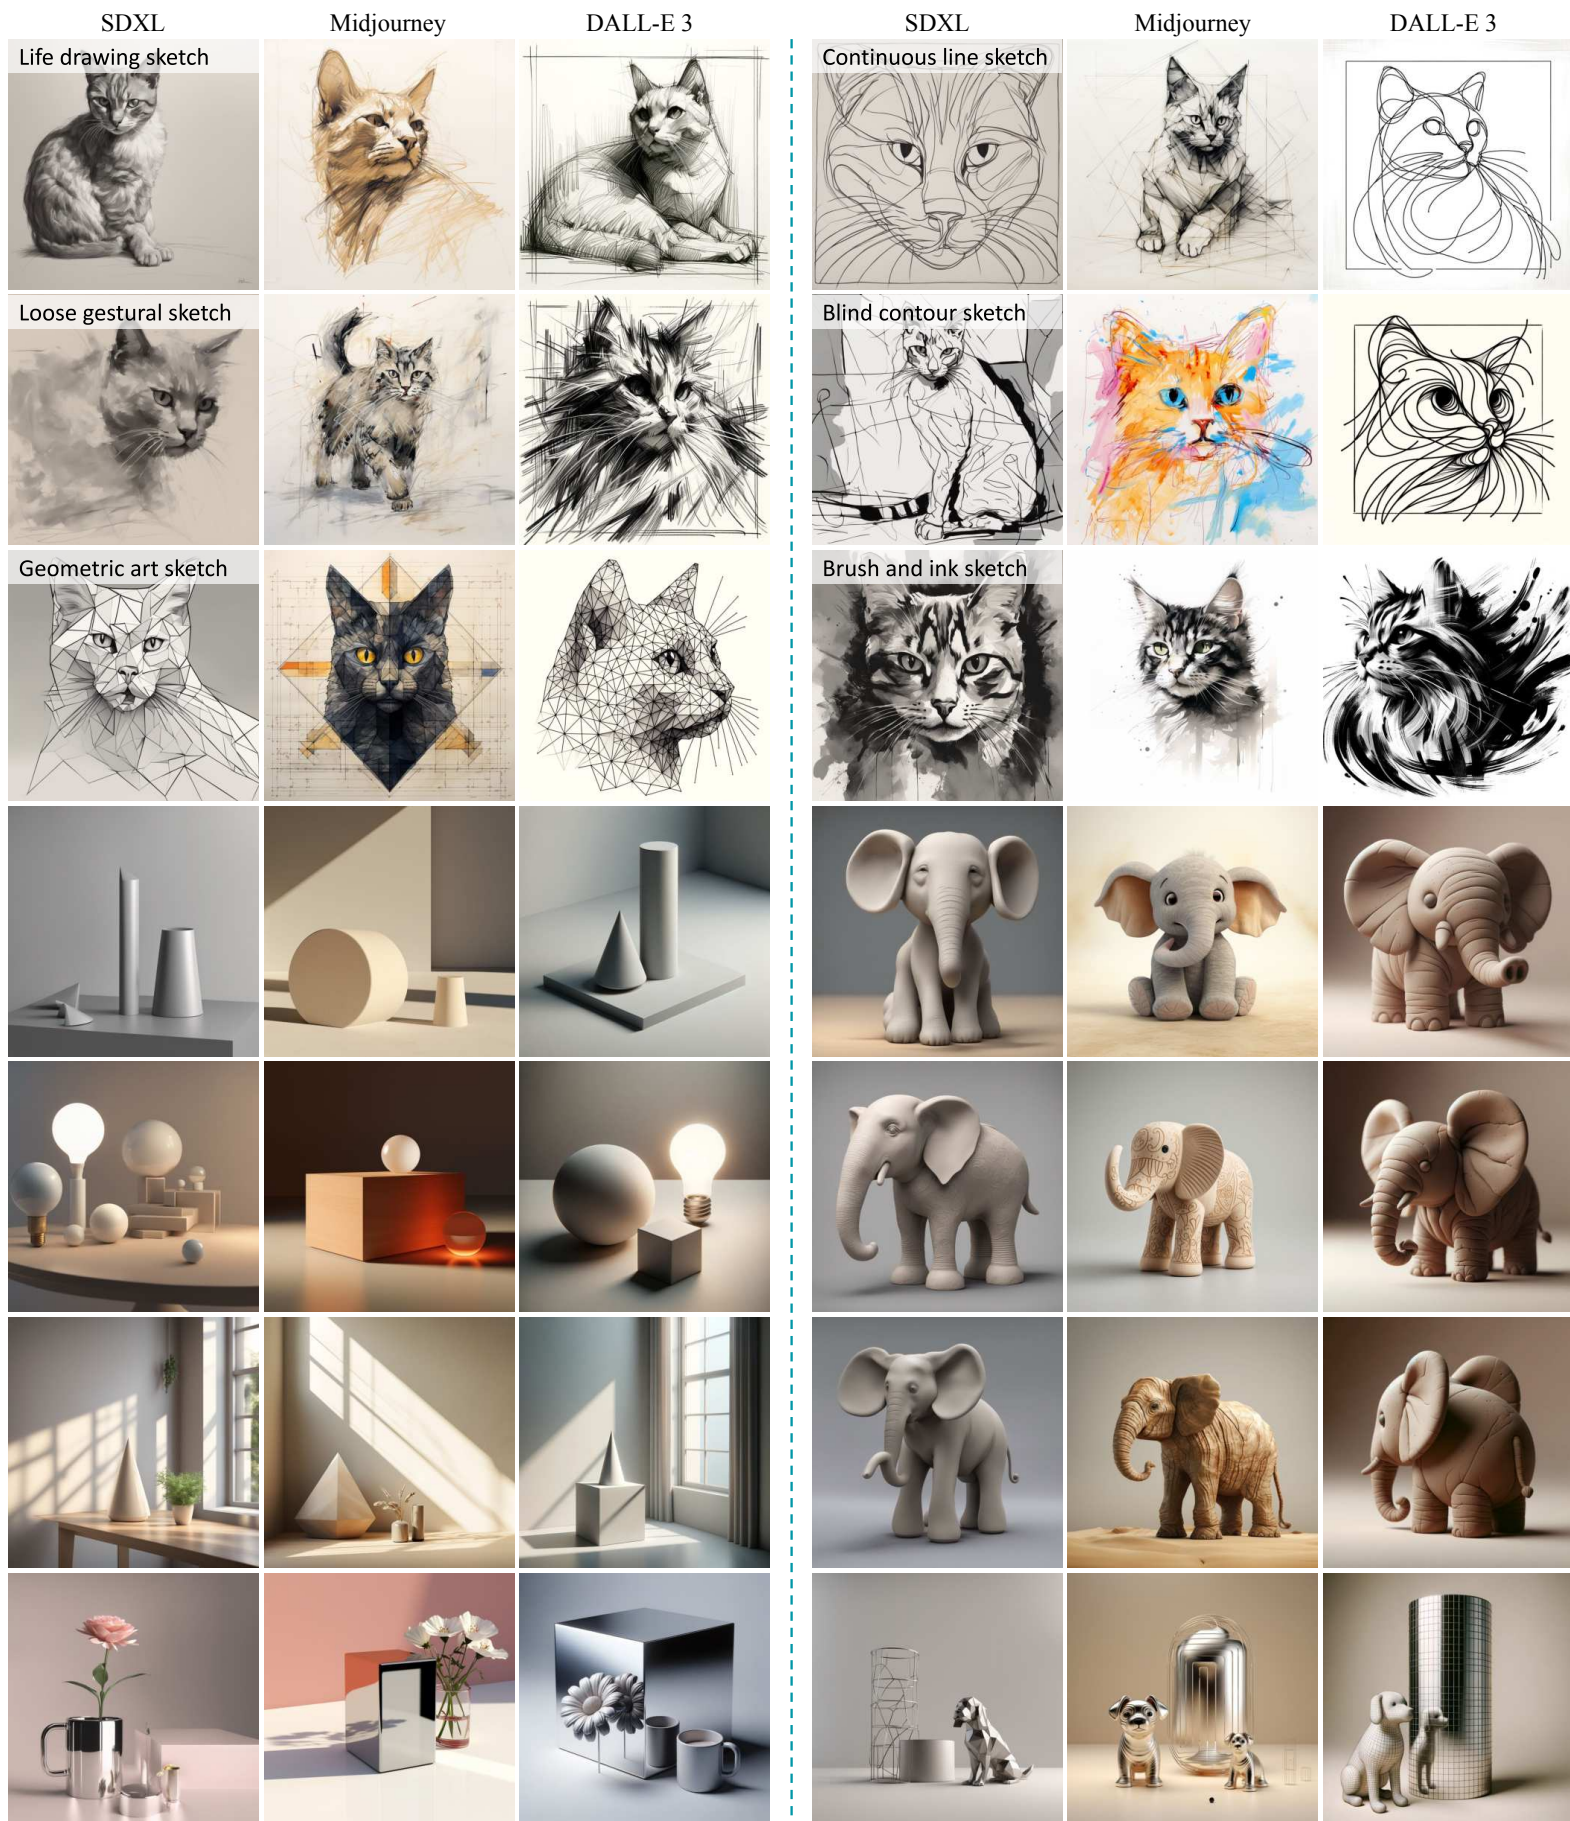 SDXL Midjourney DALL-E 3 SDXL Midjourney DALL-E 3
Life drawing sketch
Continuous line sketch
Loose gestural sketch
Blind contour sketch
Geometric art sketch
Brush and ink sketch